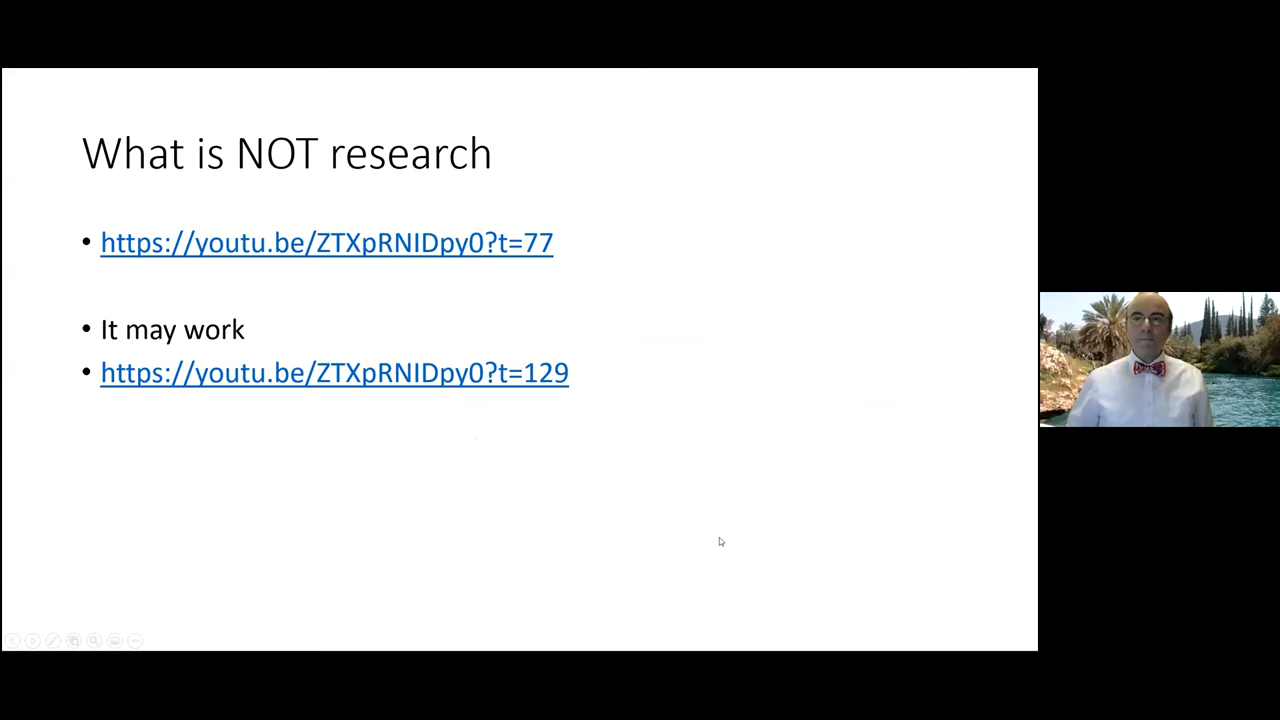 What is NOT research
• https://youtu.be/ZTXpRNIDpy0?t=77
• It may work
• https://youtu.be/ZTXpRNIDpy0?t=129